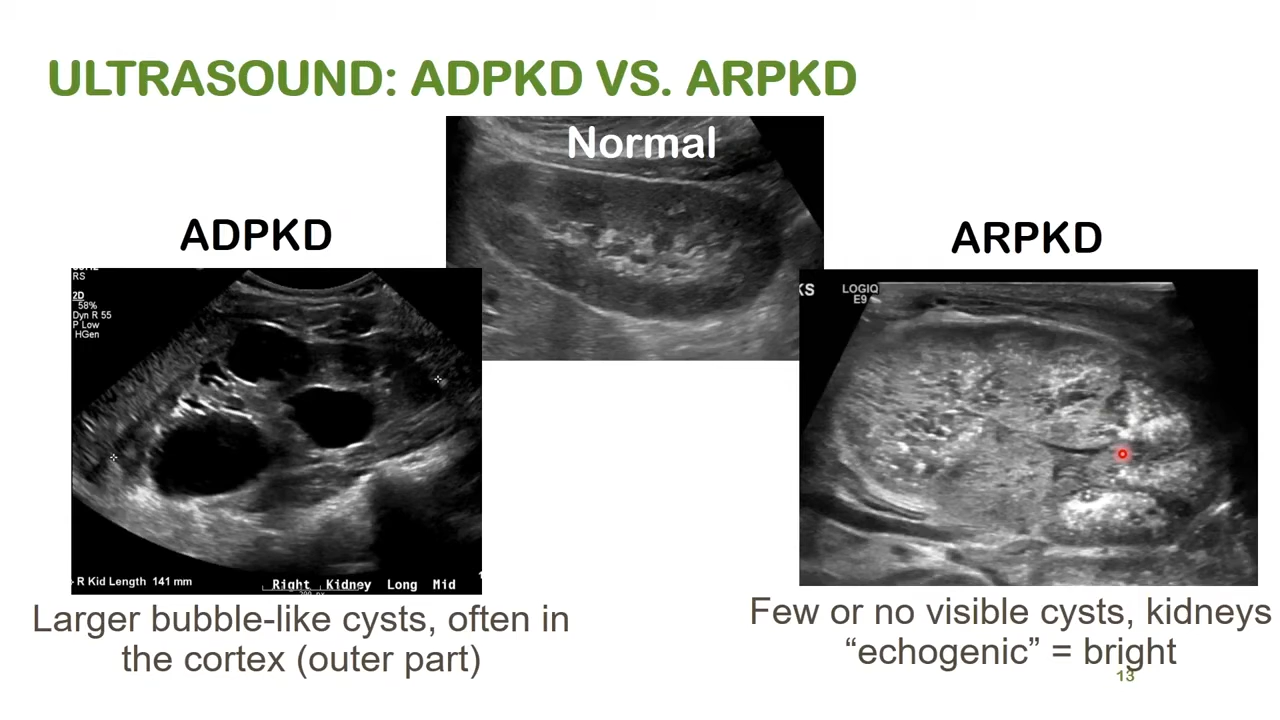 ULTRASOUND: ADPKD VS. ARPKD
Normal
ADPKD
ARPKD
RS
2D
58%
Dyn R 55
P Low
HGen
R Kid Length 141 mm
Right Kidney Long Mid
KS
LOGIQ
E9
Larger bubble-like cysts, often in
the cortex (outer part)
Few or no visible cysts, kidneys
“echogenic” = bright
13